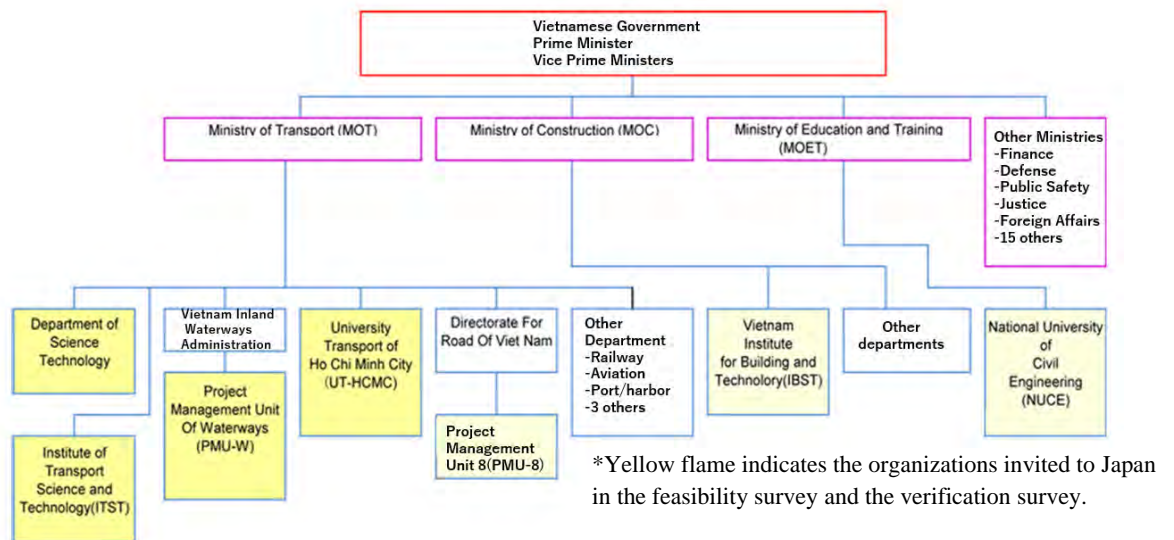 Vietnamese Government
Prime Minister
Vice Prime Ministers
Ministry of Transport (MOT)
Ministry of Construction (MOC)
Ministry of Education and Training
(MOET)
Other Ministries
-Finance
-Defense
-Public Safety
-Justice
-Foreign Affairs
-15 others
Department of
Science
Technology
Vietnam Inland
Waterways
Administration
University
Transport of
Ho Chi Minh City
(UT-HCMC)
Directorate For
Road Of Viet Nam
Other
Department
-Railway
-Aviation
-Port/harbor
-3 others
Vietnam
Institute
for Building and
Technolory(IBST)
Other
departments
National University
of
Civil
Engineering
(NUCE)
Institute of
Transport
Science and
Technology(ITST)
Project
Management Unit
Of Waterways
(PMU-W)
Project
Management
Unit 8(PMU-8)
*Yellow flame indicates the organizations invited to Japan
in the feasibility survey and the verification survey.